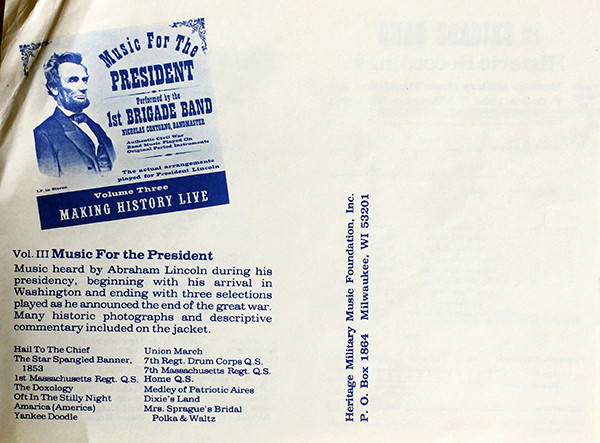 Music For The
PRESIDENT
Performed by the
1st BRIGADE BAND
NICOLAS CONTORNO, BANDMASTER
Authentic Civil War
Band Music Played On
Original Period Instruments
The actual arrangements
played for President Lincoln
L.P. in Stereo
Volume Three
MAKING HISTORY LIVE
Vol. III Music For the President
Music heard by Abraham Lincoln during his
presidency, beginning with his arrival in
Washington and ending with three selections
played as he announced the end of the great war.
Many historic photographs and descriptive
commentary included on the jacket.
Hail To The Chief
The Star Spangled Banner,
1853
1st Massachusetts Regt. Q.S.
The Doxology
Oft In The Stilly Night
Amarica (America)
Yankee Doodle
Union March
7th Regt. Drum Corps Q.S.
7th Massachusetts Regt. Q.S.
Home Q.S.
Medley of Patriotic Aires
Dixie's Land
Mrs. Sprague's Bridal
Polka & Waltz
Heritage Military Music Foundation, Inc.
P. O. Box 1864 Milwaukee, WI 53201